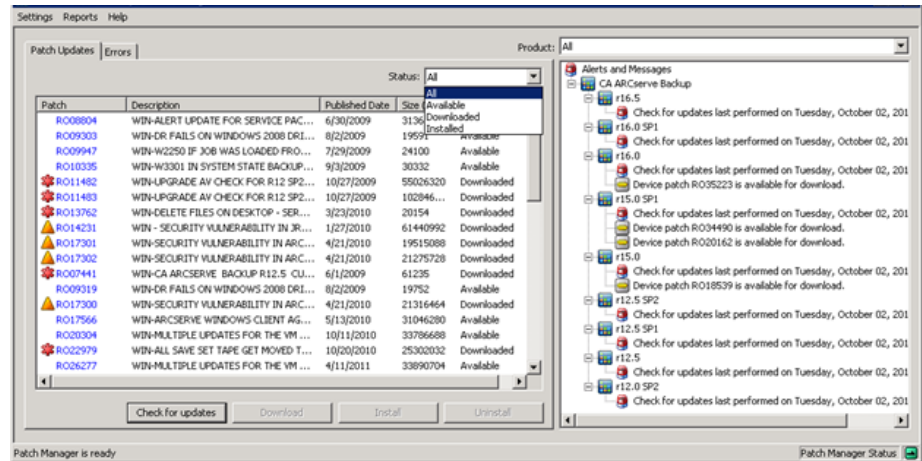 Settings Reports Help
Patch Updates Errors
Product: All
Status: All
All
Available
Downloaded
Installed
Patch Description Published Date Size
RO08804 WIN-ALERT UPDATE FOR SERVICE PAC... 6/30/2009 3136
RO09303 WIN-DR FAILS ON WINDOWS 2008 DRI... 8/2/2009 19591 Available
RO09947 WIN-W2250 IF JOB WAS LOADED FRO... 7/29/2009 24100 Available
RO10335 WIN-W3301 IN SYSTEM STATE BACKUP... 9/3/2009 30332 Available
RO11482 WIN-UPGRADE AV CHECK FOR R12 SP2... 10/27/2009 55026320 Downloaded
RO11483 WIN-UPGRADE AV CHECK FOR R12 SP2... 10/27/2009 102846... Downloaded
RO13762 WIN-DELETE FILES ON DESKTOP - SER... 3/23/2010 20154 Downloaded
RO14231 WIN - SECURITY VULNERABILITY IN JR... 1/27/2010 61440992 Downloaded
RO17301 WIN-SECURITY VULNERABILITY IN ARC... 4/21/2010 19515088 Downloaded
RO17302 WIN-SECURITY VULNERABILITY IN ARC... 4/21/2010 21275728 Downloaded
RO07441 WIN-CA ARCSERVE BACKUP R12.5 CU... 6/1/2009 61235 Downloaded
RO09319 WIN-DR FAILS ON WINDOWS 2008 DRI... 8/2/2009 19752 Available
RO17300 WIN-SECURITY VULNERABILITY IN ARC... 4/21/2010 21316464 Downloaded
RO17566 WIN-ARCSERVE WINDOWS CLIENT AG... 5/13/2010 31046280 Available
RO20304 WIN-MULTIPLE UPDATES FOR THE VM ... 10/11/2010 33786688 Available
RO22979 WIN-ALL SAVE SET TAPE GET MOVED T... 10/20/2010 25302032 Downloaded
RO26277 WIN-MULTIPLE UPDATES FOR THE VM ... 4/11/2011 33890704 Available
Check for updates Download Install Uninstall
Alerts and Messages
CA ARCserve Backup
r16.5
Check for updates last performed on Tuesday, October 02, 201
r16.0 SP1
Check for updates last performed on Tuesday, October 02, 201
r16.0
Check for updates last performed on Tuesday, October 02, 201
Device patch RO35223 is available for download.
r15.0 SP1
Check for updates last performed on Tuesday, October 02, 201
Device patch RO34490 is available for download.
Device patch RO20162 is available for download.
r15.0
Check for updates last performed on Tuesday, October 02, 201
Device patch RO18539 is available for download.
r12.5 SP2
Check for updates last performed on Tuesday, October 02, 201
r12.5 SP1
Check for updates last performed on Tuesday, October 02, 201
r12.5
Check for updates last performed on Tuesday, October 02, 201
r12.0 SP2
Check for updates last performed on Tuesday, October 02, 201
Patch Manager is ready
Patch Manager Status